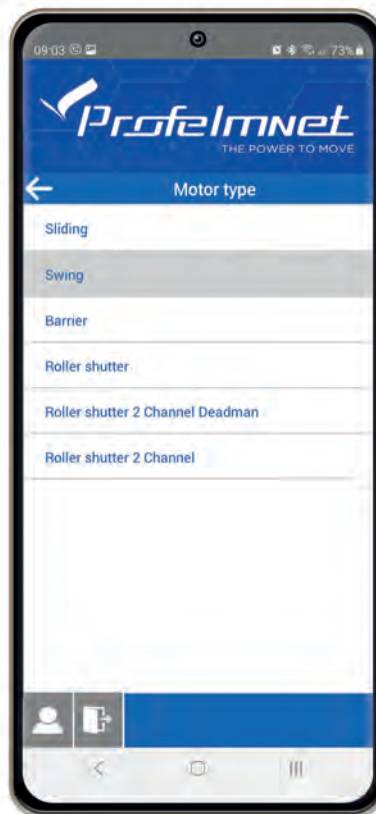 09:03
73%
Profelmnet
THE POWER TO MOVE
Motor type
Sliding
Swing
Barrier
Roller shutter
Roller shutter 2 Channel Deadman
Roller shutter 2 Channel